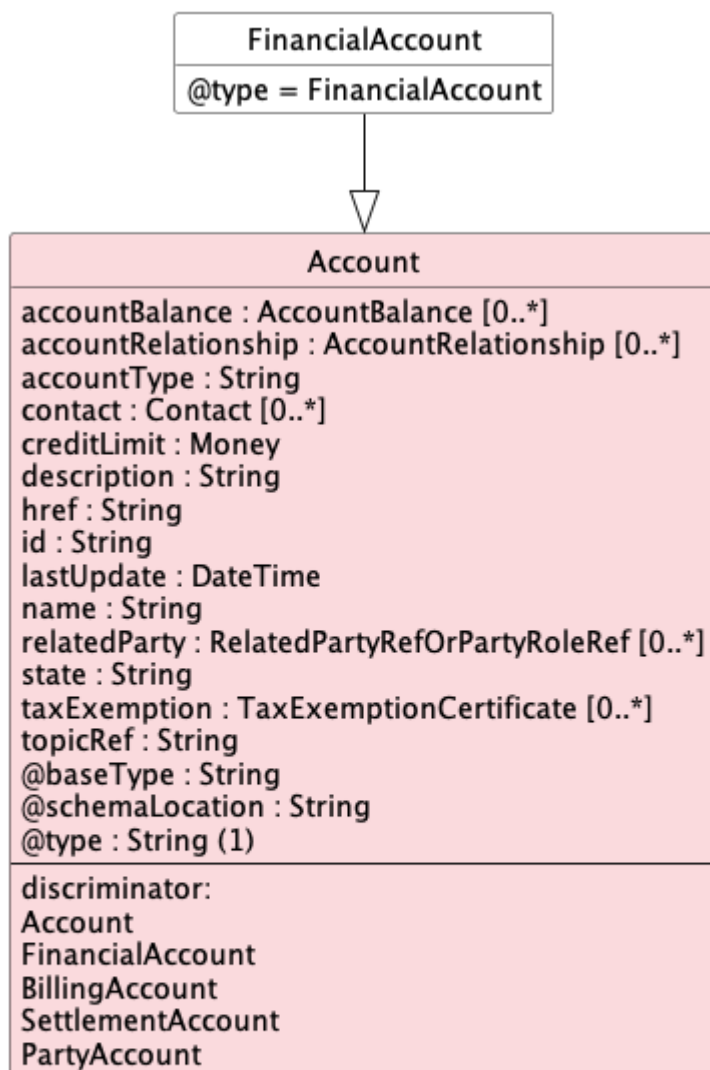 FinancialAccount
@type = FinancialAccount
Account
accountBalance : AccountBalance [0..*]
accountRelationship : AccountRelationship [0..*]
accountType : String
contact : Contact [0..*]
creditLimit : Money
description : String
href : String
id : String
lastUpdate : DateTime
name : String
relatedParty : RelatedPartyRefOrPartyRoleRef [0..*]
state : String
taxExemption : TaxExemptionCertificate [0..*]
topicRef : String
@baseType : String
@schemaLocation : String
@type : String (1)
discriminator:
Account
FinancialAccount
BillingAccount
SettlementAccount
PartyAccount